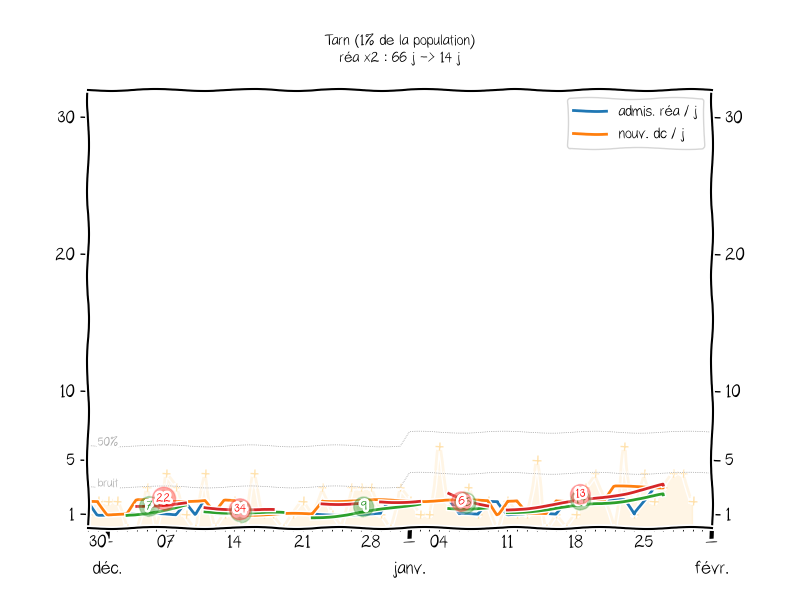 Tarn (1% de la population)
réa x2 : 66 j -> 14 j
admis. réa / j
nouv. dc / j
30
30
20
20
10
10
50%
5
5
bruit
1
1
22
7
34
9
65
13
30 07 14 21 28 04 11 18 25
déc. janv. févr.